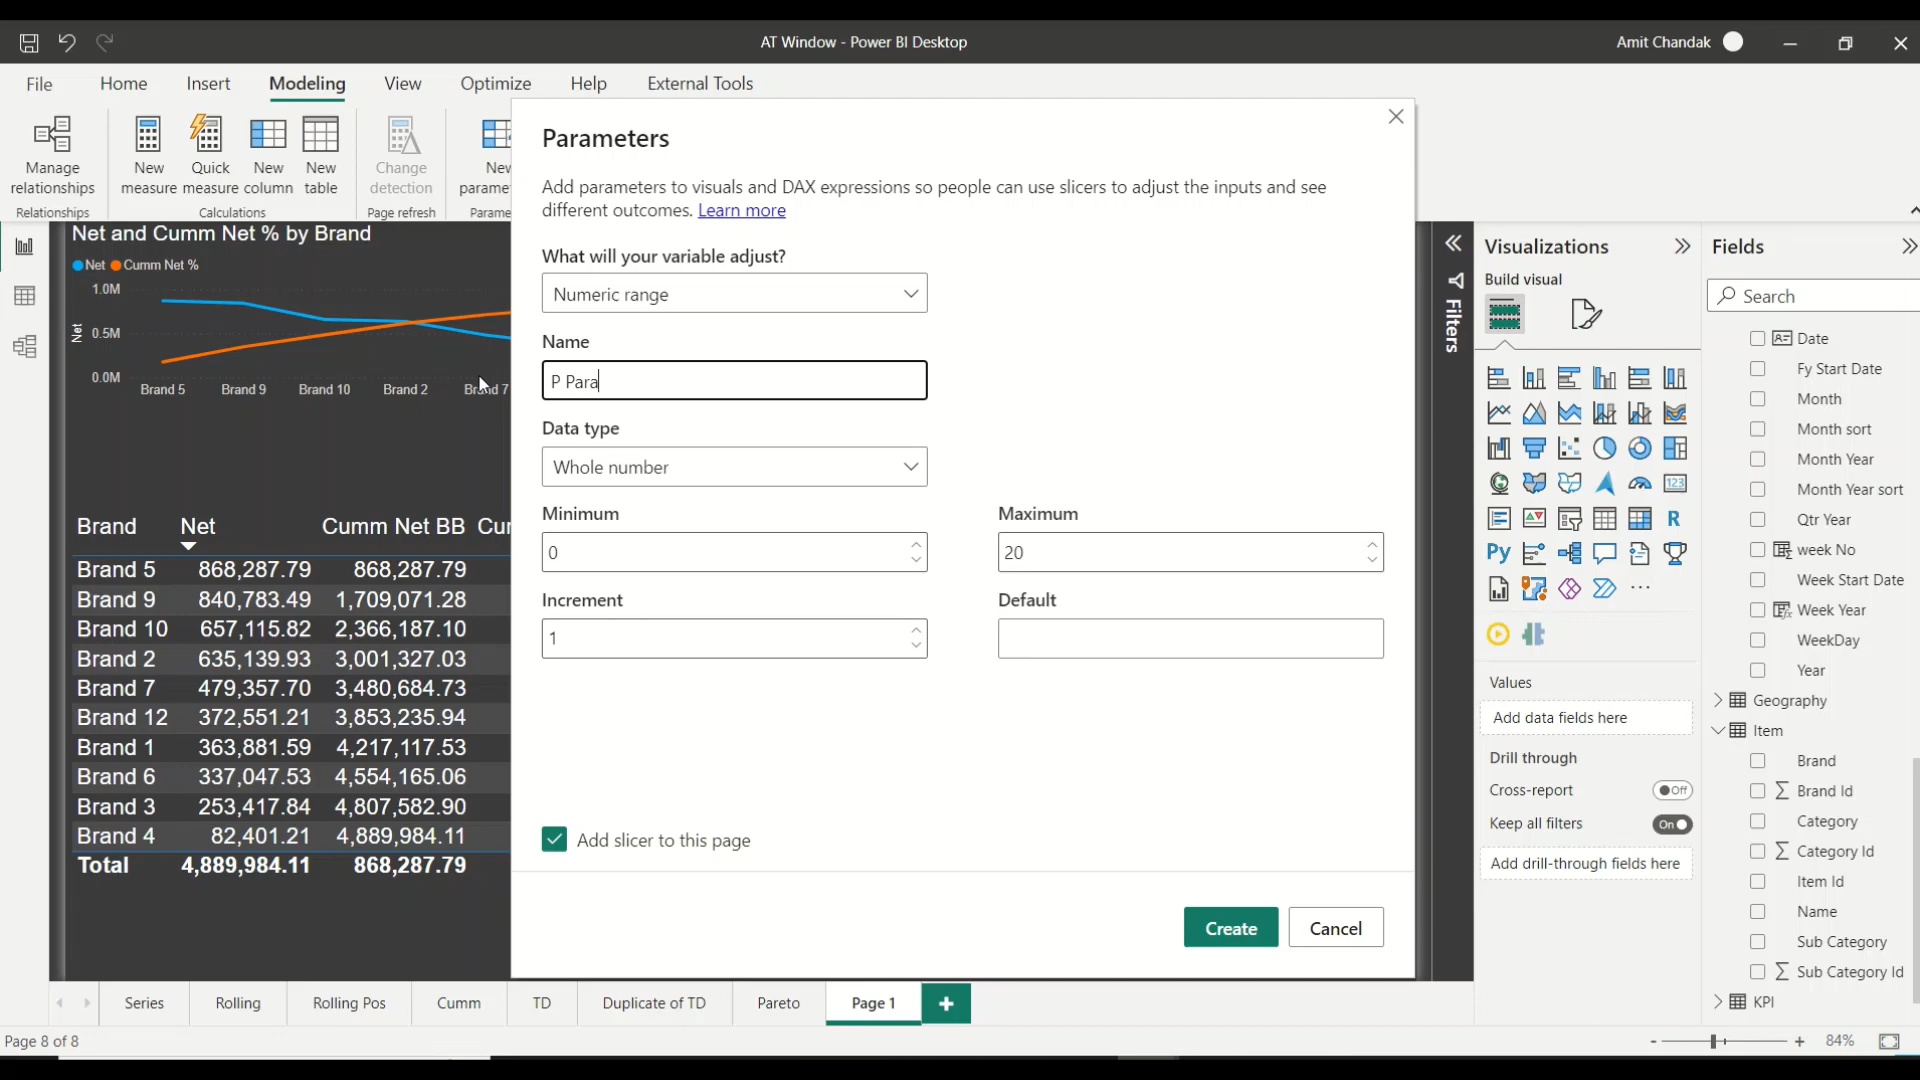 AT Window - Power BI Desktop
Amit Chandak
File Home Insert Modeling View Optimize Help External Tools
Manage relationships
New measure
Quick measure
New column
New table
Change detection
Relationships
Calculations
Page refresh
Parameters
Add parameters to visuals and DAX expressions so people can use slicers to adjust the inputs and see
different outcomes. Learn more
What will your variable adjust?
Numeric range
Name
P Para
Data type
Whole number
Minimum Maximum
0 20
Increment Default
1
Add slicer to this page
Create Cancel
Net and Cumm Net % by Brand
Net Cumm Net %
1.0M
0.5M
0.0M
Net
Brand 5 Brand 9 Brand 10 Brand 2 Brand 7
Brand Net Cumm Net BB
Brand 5 868,287.79 868,287.79
Brand 9 840,783.49 1,709,071.28
Brand 10 657,115.82 2,366,187.10
Brand 2 635,139.93 3,001,327.03
Brand 7 479,357.70 3,480,684.73
Brand 12 372,551.21 3,853,235.94
Brand 1 363,881.59 4,217,117.53
Brand 6 337,047.53 4,554,165.06
Brand 3 253,417.84 4,807,582.90
Brand 4 82,401.21 4,889,984.11
Total 4,889,984.11 868,287.79
Filters
Visualizations
Build visual
123
R
Py
Values
Add data fields here
Drill through
Cross-report Off
Keep all filters On
Add drill-through fields here
Fields
Search
Date
Fy Start Date
Month
Month sort
Month Year
Month Year sort
Qtr Year
week No
Week Start Date
Week Year
WeekDay
Year
Geography
Item
Brand
Brand Id
Category
Category Id
Item Id
Name
Sub Category
Sub Category Id
KPI
Series Rolling Rolling Pos Cumm TD Duplicate of TD Pareto Page 1
Page 8 of 8
84%